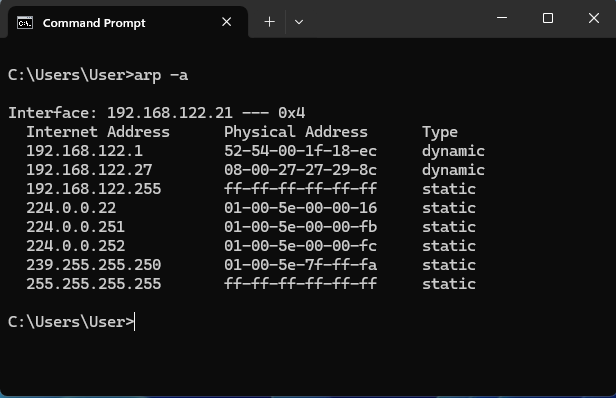 Command Prompt
C:\Users\User>arp -a
Interface: 192.168.122.21 --- 0x4
Internet Address Physical Address Type
192.168.122.1 52-54-00-1f-18-ec dynamic
192.168.122.27 08-00-27-27-29-8c dynamic
192.168.122.255 ff-ff-ff-ff-ff-ff static
224.0.0.22 01-00-5e-00-00-16 static
224.0.0.251 01-00-5e-00-00-fb static
224.0.0.252 01-00-5e-00-00-fc static
239.255.255.250 01-00-5e-7f-ff-fa static
255.255.255.255 ff-ff-ff-ff-ff-ff static
C:\Users\User>